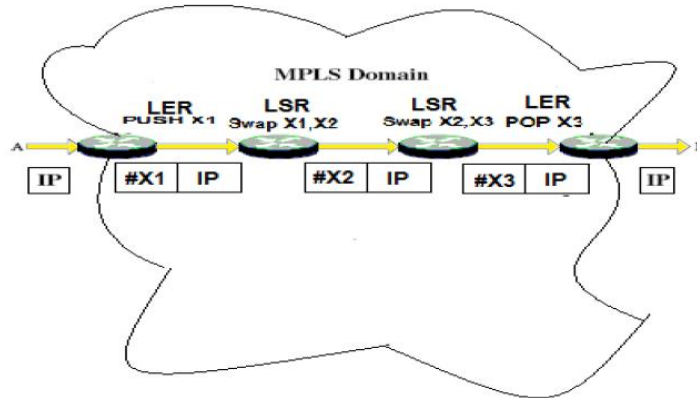 MPLS Domain
LER LSR LSR LER
PUSH X1 Swap X1,X2 Swap X2,X3 POP X3
A
IP #X1 IP #X2 IP #X3 IP IP